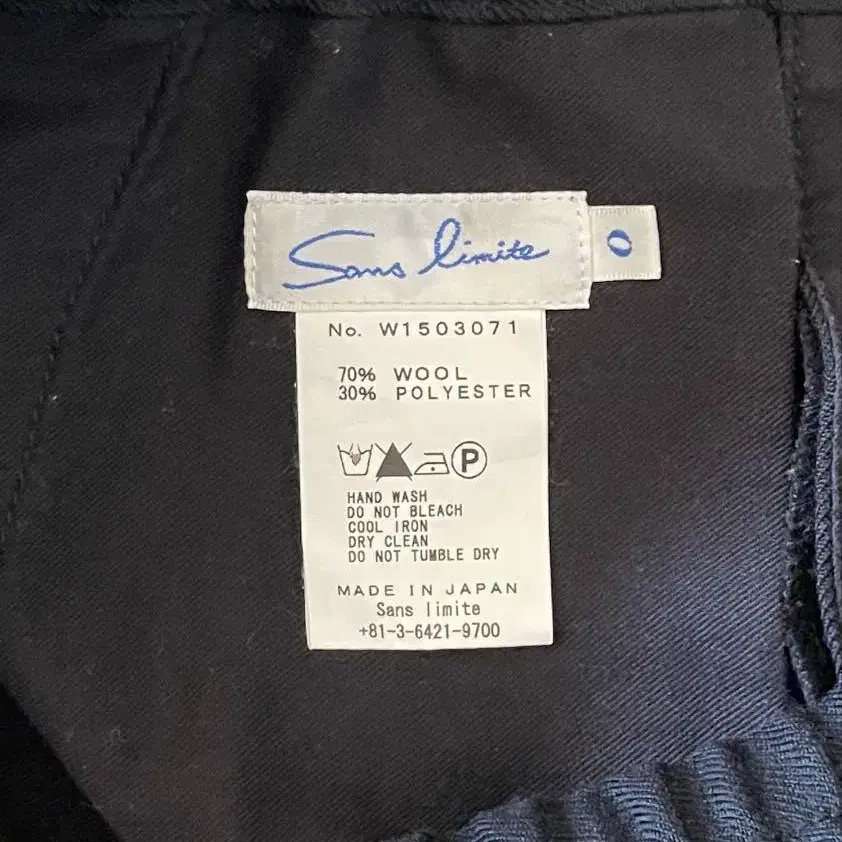 Sans limite
0
No. W1503071
70% WOOL
30% POLYESTER
P
HAND WASH
DO NOT BLEACH
COOL IRON
DRY CLEAN
DO NOT TUMBLE DRY
MADE IN JAPAN
Sans limite
+81-3-6421-9700